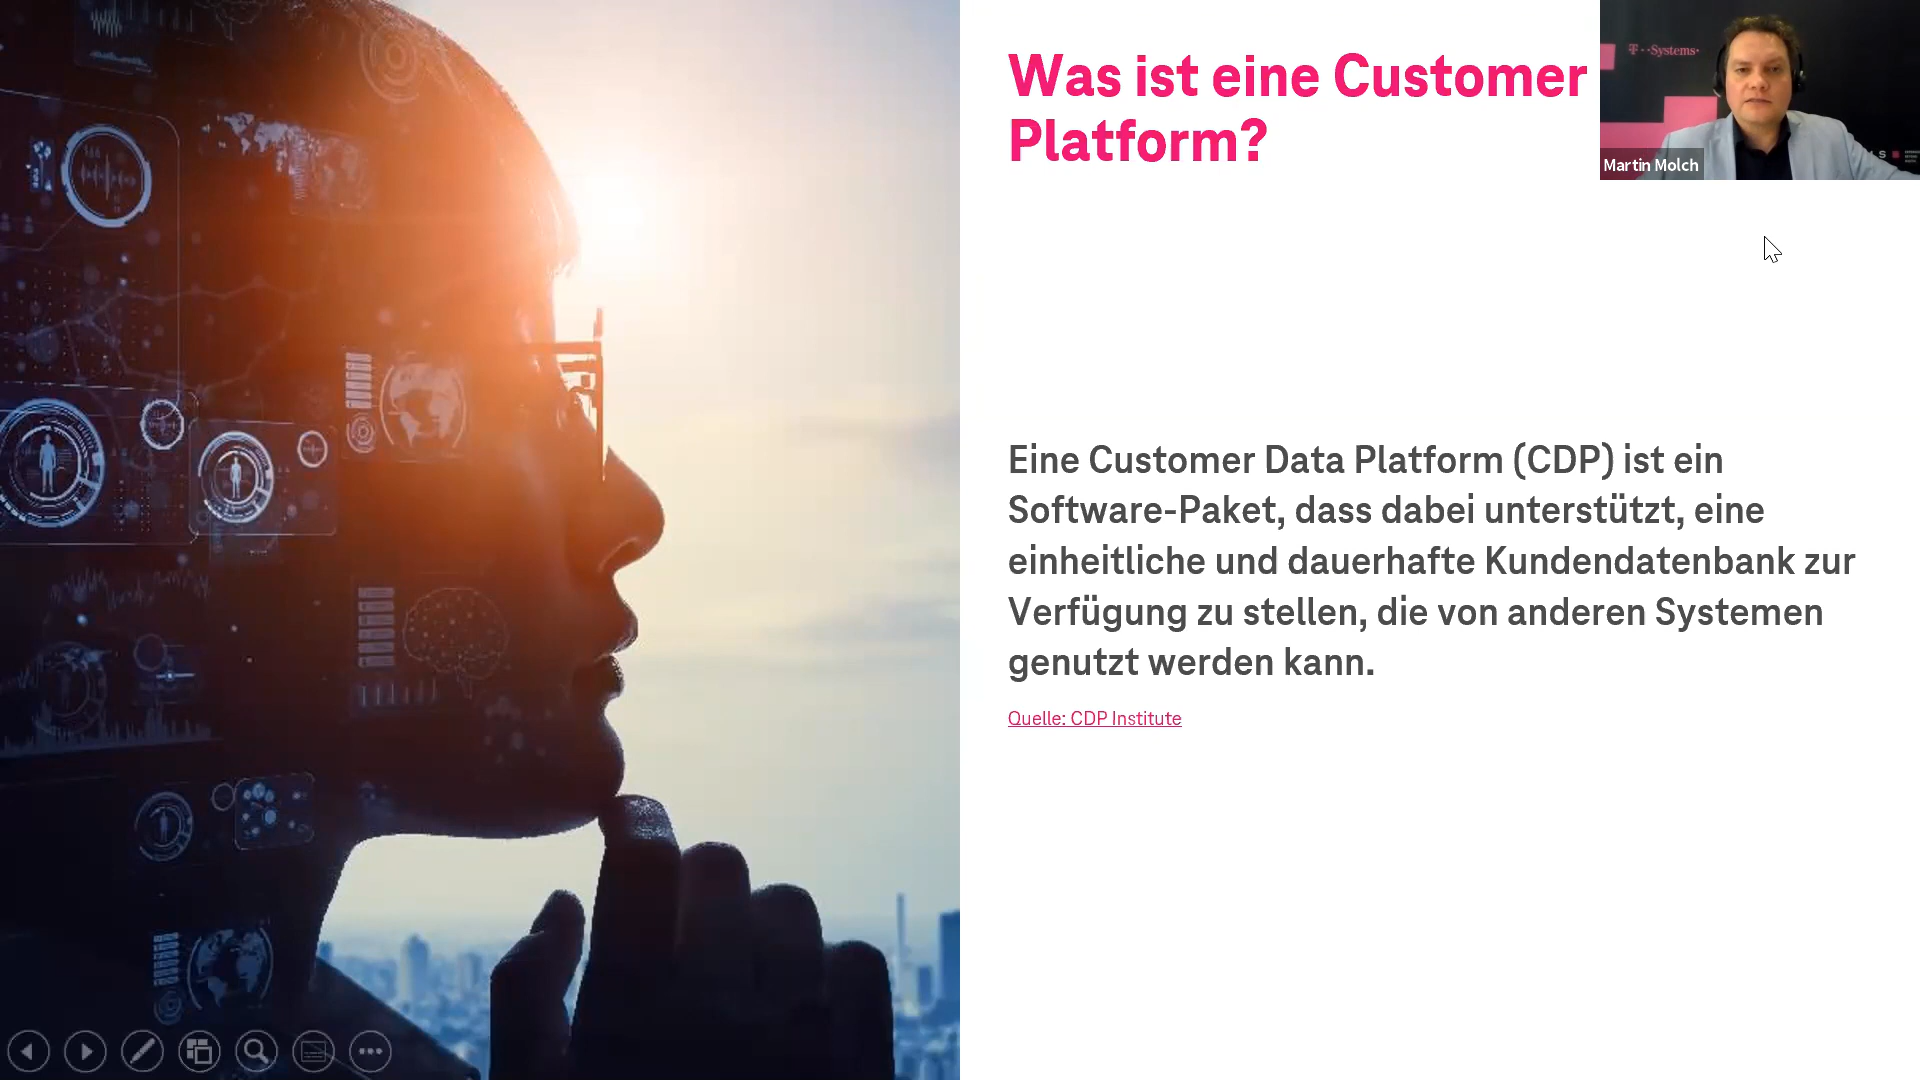 Was ist eine Customer
Platform?
T··Systems·
Martin Molch
Eine Customer Data Platform (CDP) ist ein
Software-Paket, dass dabei unterstützt, eine
einheitliche und dauerhafte Kundendatenbank zur
Verfügung zu stellen, die von anderen Systemen
genutzt werden kann.
Quelle: CDP Institute